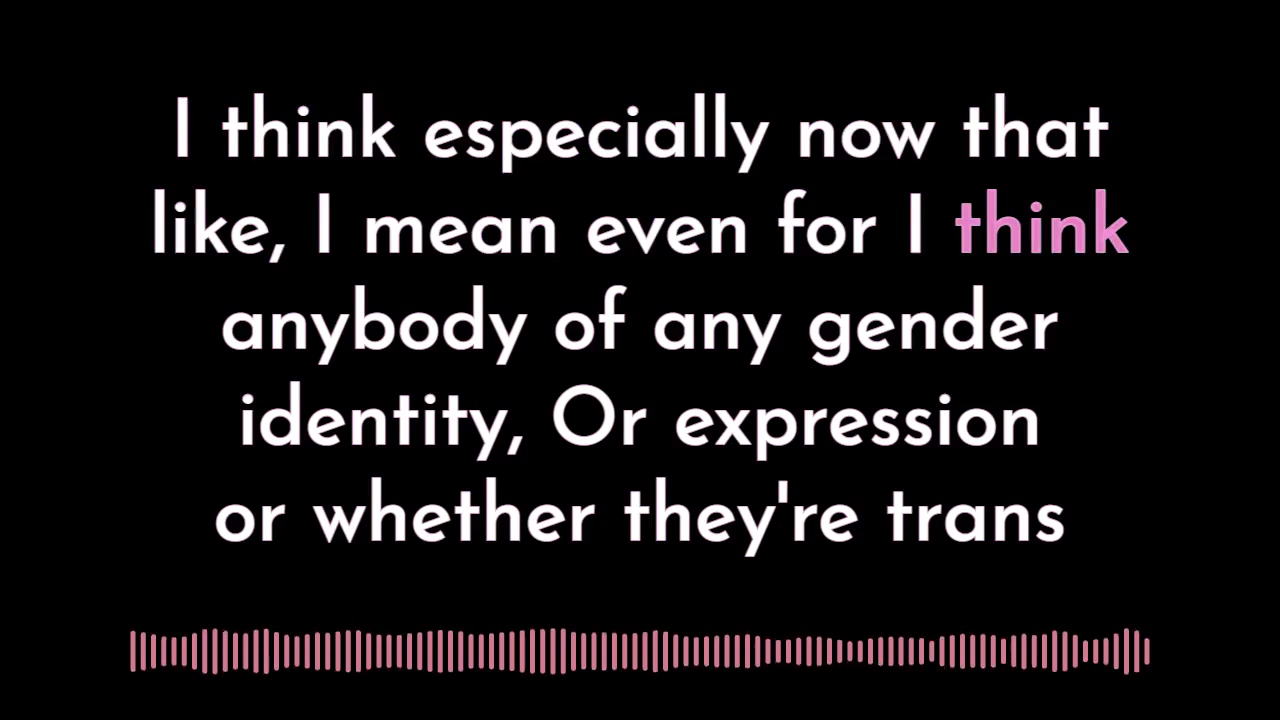 I think especially now that
like, I mean even for I think
anybody of any gender
identity, Or expression
or whether they're trans